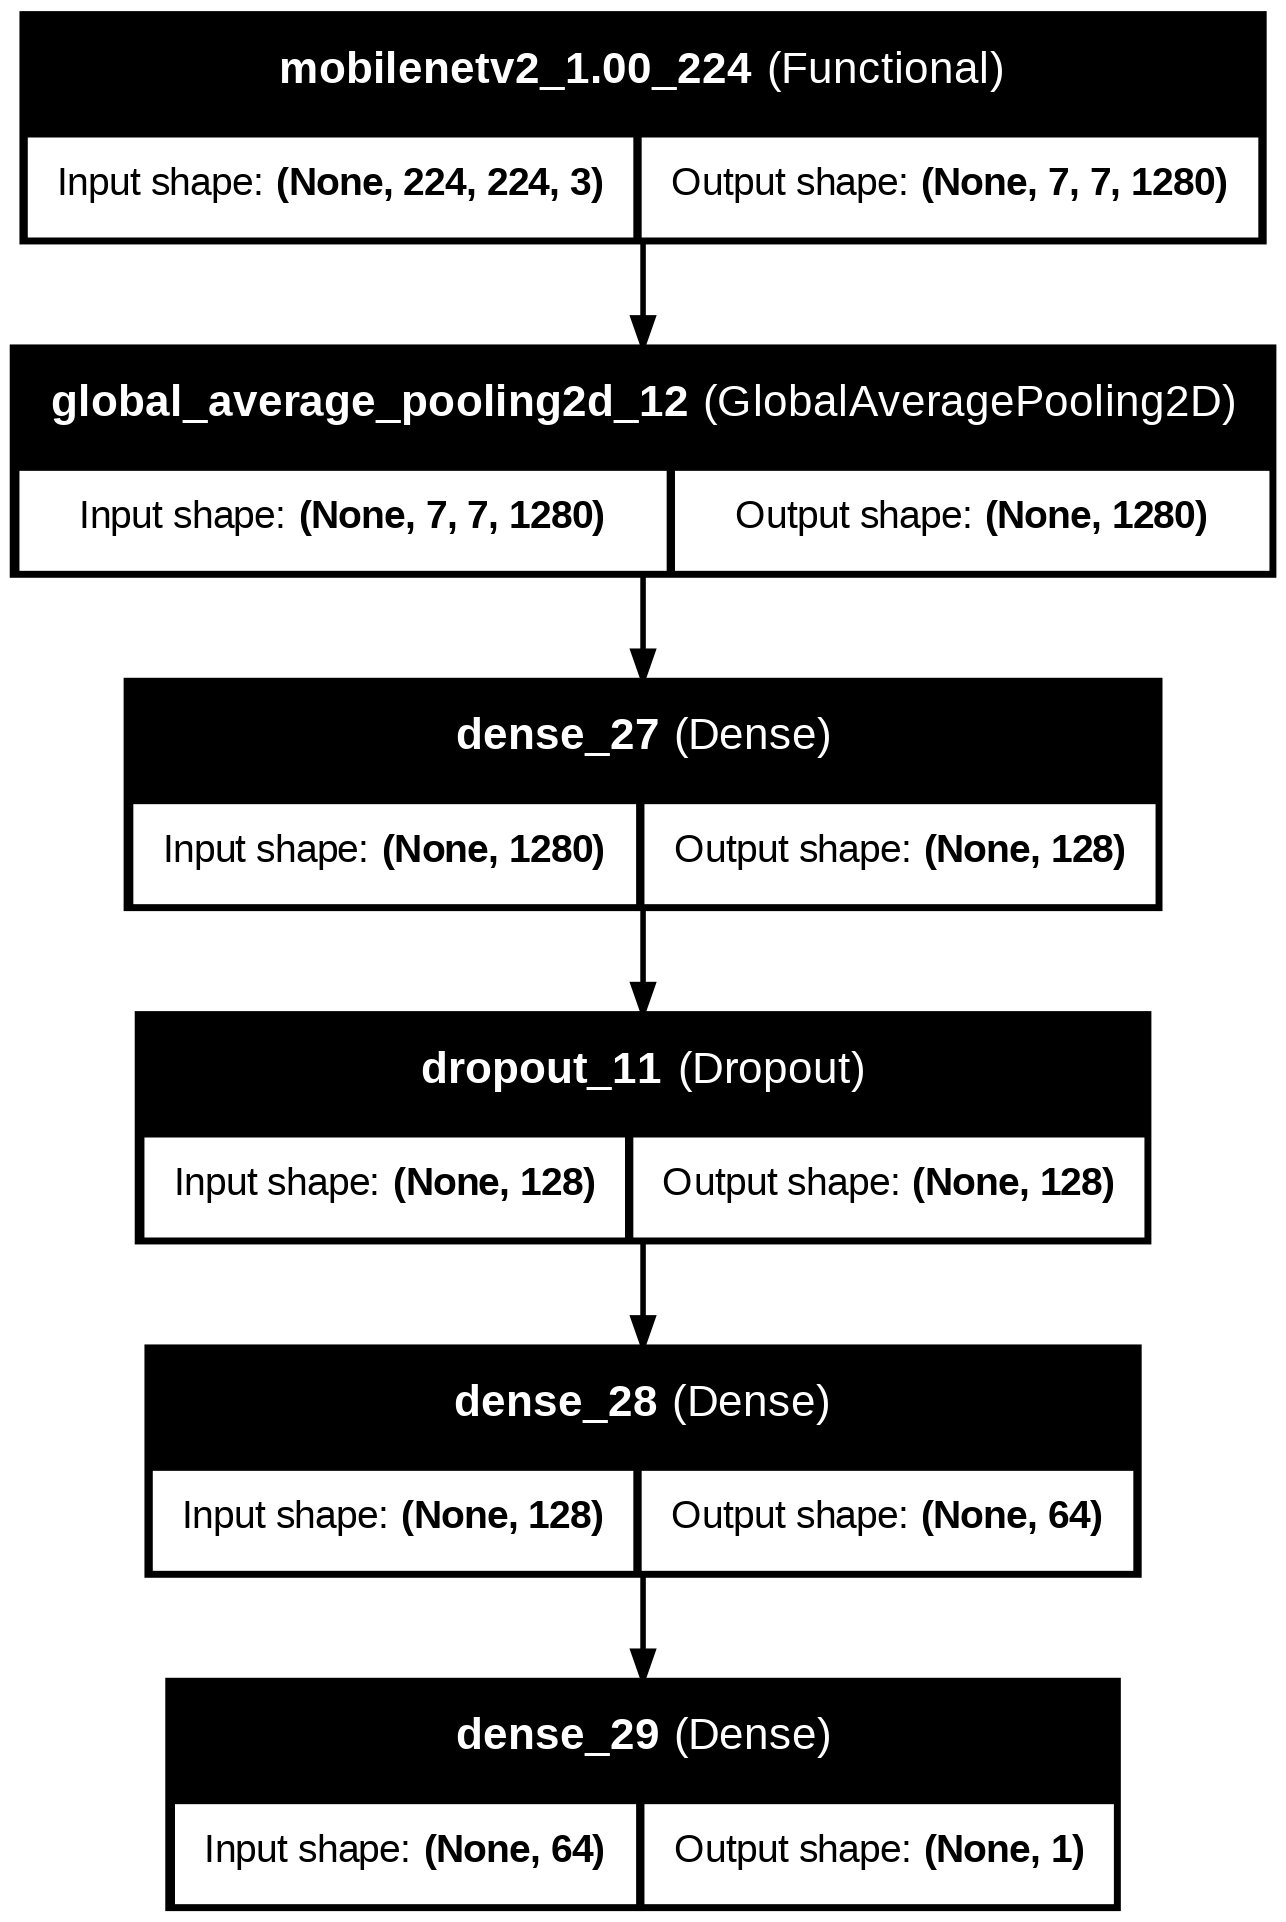 mobilenetv2_1.00_224 (Functional)
Input shape: (None, 224, 224, 3)
Output shape: (None, 7, 7, 1280)
global_average_pooling2d_12 (GlobalAveragePooling2D)
Input shape: (None, 7, 7, 1280)
Output shape: (None, 1280)
dense_27 (Dense)
Input shape: (None, 1280)
Output shape: (None, 128)
dropout_11 (Dropout)
Input shape: (None, 128)
Output shape: (None, 128)
dense_28 (Dense)
Input shape: (None, 128)
Output shape: (None, 64)
dense_29 (Dense)
Input shape: (None, 64)
Output shape: (None, 1)